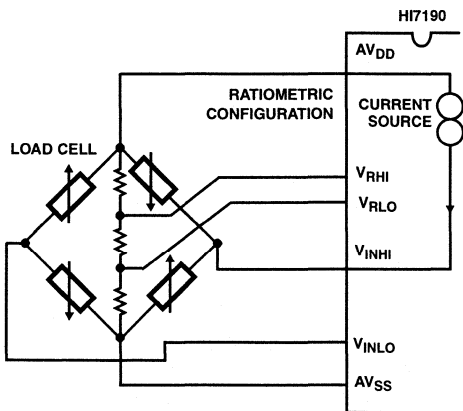 HI7190
AVDD
RATIOMETRIC
CONFIGURATION
CURRENT
SOURCE
LOAD CELL
VRHI
VRLO
VINHI
VINLO
AVSS